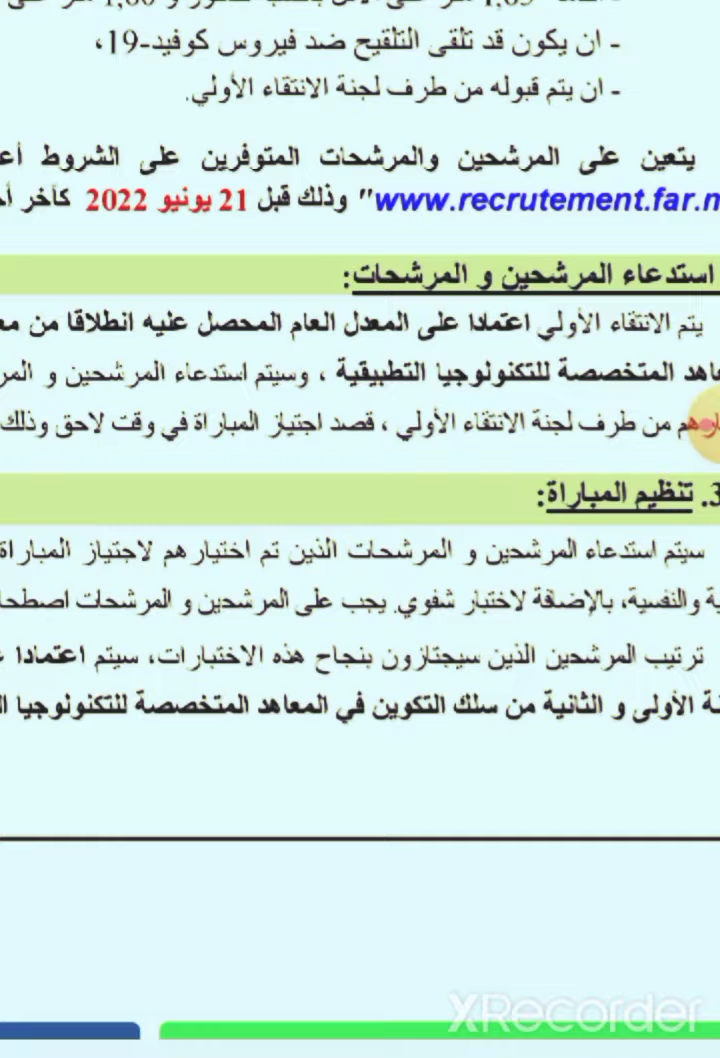 - ان يكون قد تلقى التلقيح ضد فيروس كوفيد-19،
- ان يتم قبوله من طرف لجنة الانتقاء الأولي.
يتعين على المرشحين والمرشحات المتوفرين على الشروط
"www.recrutement.far.m وذلك قبل 21 يونيو 2022 كآخر
استدعاء المرشحين و المرشحات:
يتم الانتقاء الأولي اعتمادا على المعدل العام المحصل عليه انطلاقا من
المتخصصة للتكنولوجيا التطبيقية ، وسيتم استدعاء المرشحين و
من طرف لجنة الانتقاء الأولي ، قصد اجتياز المباراة في وقت لاحق وذلك
3. تنظيم المباراة:
سيتم استدعاء المرشحين و المرشحات الذين تم اختيارهم لاجتياز المباراة
والنفسية، بالإضافة لاختبار شفوي. يجب على المرشحين و المرشحات
ترتيب المرشحين الذين سيجتازون بنجاح هذه الاختبارات، سيتم اعتمادا
الأولى و الثانية من سلك التكوين في المعاهد المتخصصة للتكنولوجيا
XRecorder